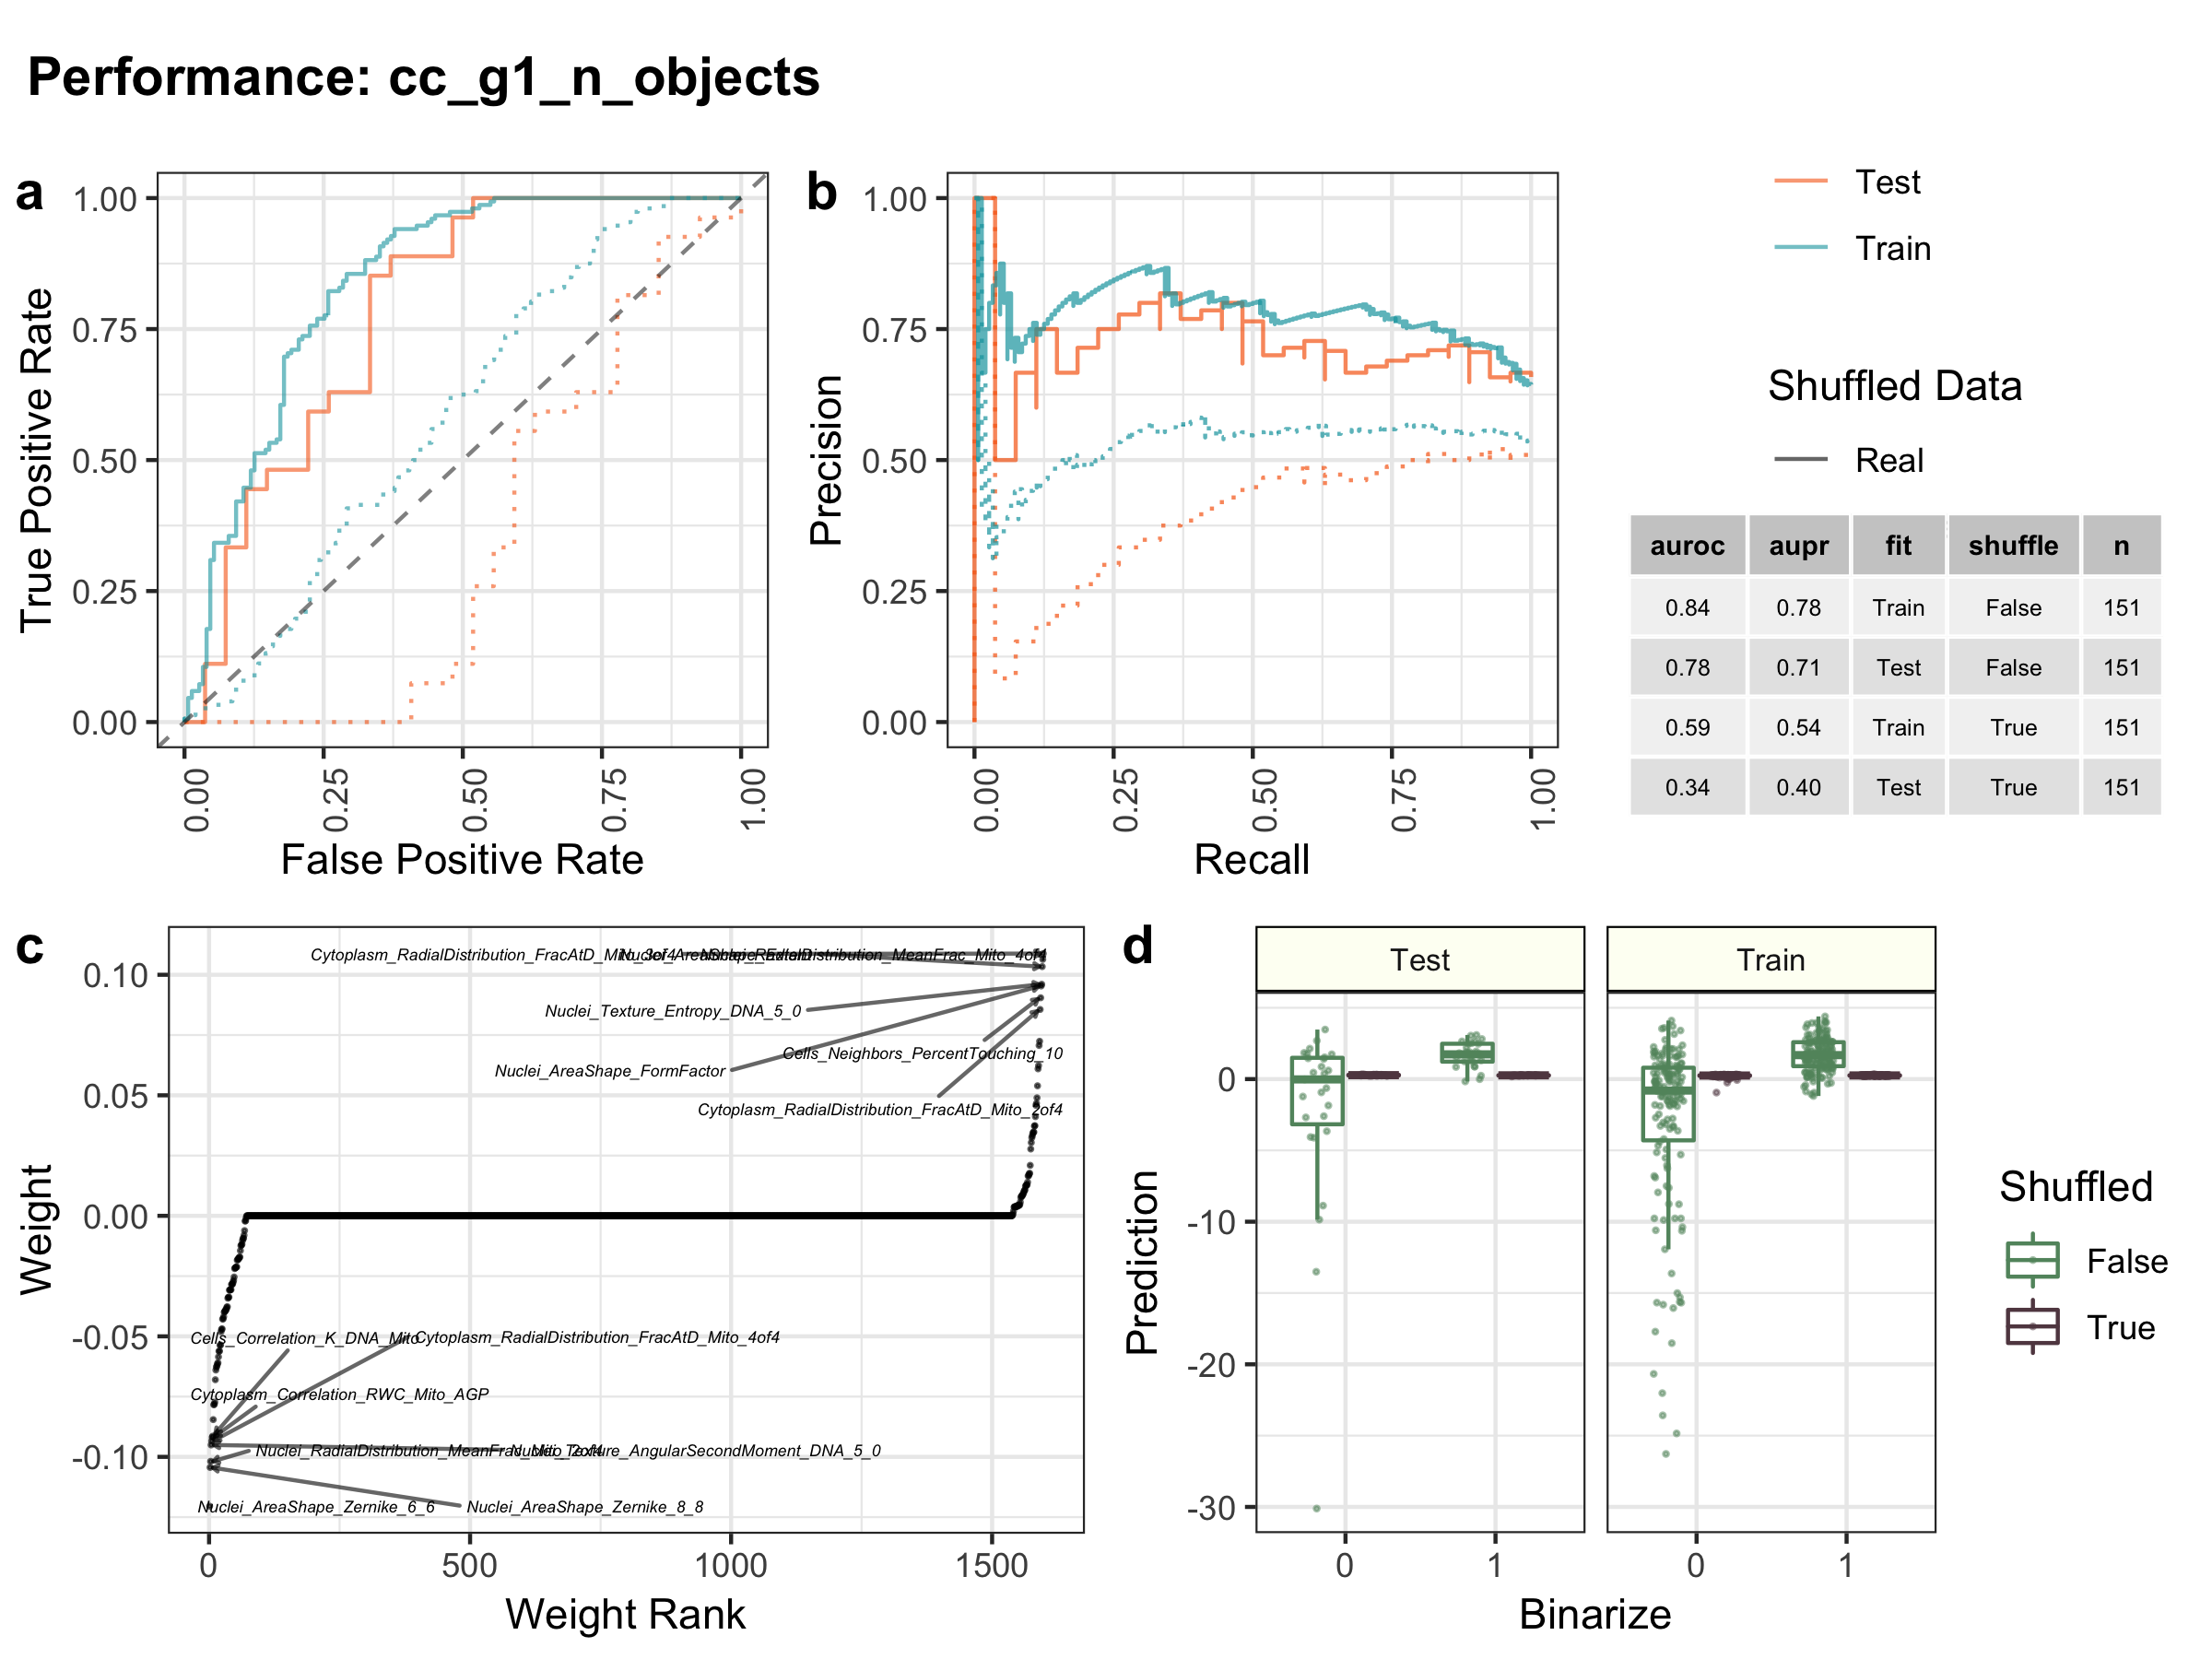 Performance: cc_g1_n_objects
a
1.00
0.75
0.50
0.25
0.00
True Positive Rate
0.00
0.25
0.50
0.75
1.00
False Positive Rate
b
1.00
0.75
0.50
0.25
0.00
Precision
0.00
0.25
0.50
0.75
1.00
Recall
Test
Train
Shuffled Data
Real
auroc aupr fit shuffle n
0.84 0.78 Train False 151
0.78 0.71 Test False 151
0.59 0.54 Train True 151
0.34 0.40 Test True 151
c
0.10
0.05
0.00
-0.05
-0.10
Weight
Cytoplasm_RadialDistribution_FracAtD_Mito_3of4
Nuclei_AreaShape_Extent
Nuclei_RadialDistribution_MeanFrac_Mito_4of4
Nuclei_Texture_Entropy_DNA_5_0
Cells_Neighbors_PercentTouching_10
Nuclei_AreaShape_FormFactor
Cytoplasm_RadialDistribution_FracAtD_Mito_2of4
Cells_Correlation_K_DNA_Mito
Cytoplasm_RadialDistribution_FracAtD_Mito_4of4
Cytoplasm_Correlation_RWC_Mito_AGP
Nuclei_RadialDistribution_MeanFrac_Mito_2of4
Nuclei_Texture_AngularSecondMoment_DNA_5_0
Nuclei_AreaShape_Zernike_6_6
Nuclei_AreaShape_Zernike_8_8
0
500
1000
1500
Weight Rank
d
Test
Train
0
-10
-20
-30
Prediction
0
1
0
1
Binarize
Shuffled
False
True